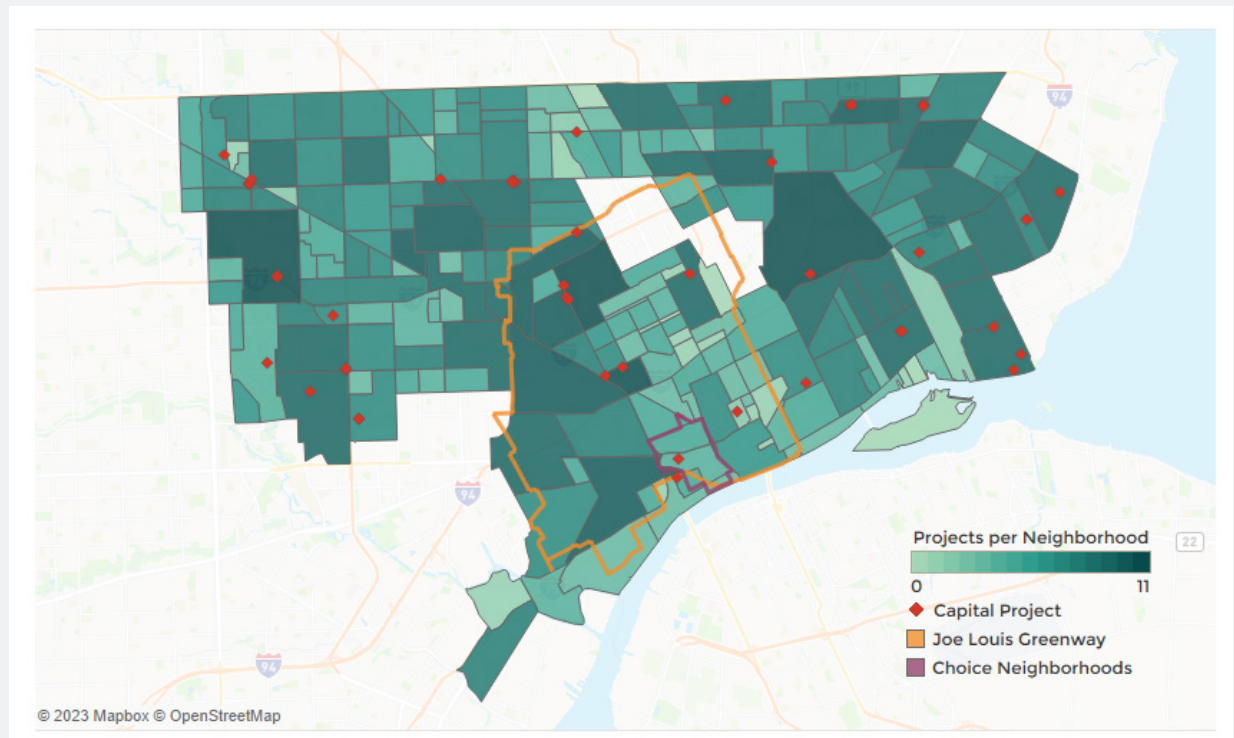 94
Projects per Neighborhood
0
11
Capital Project
Joe Louis Greenway
Choice Neighborhoods
22
94
94
© 2023 Mapbox © OpenStreetMap